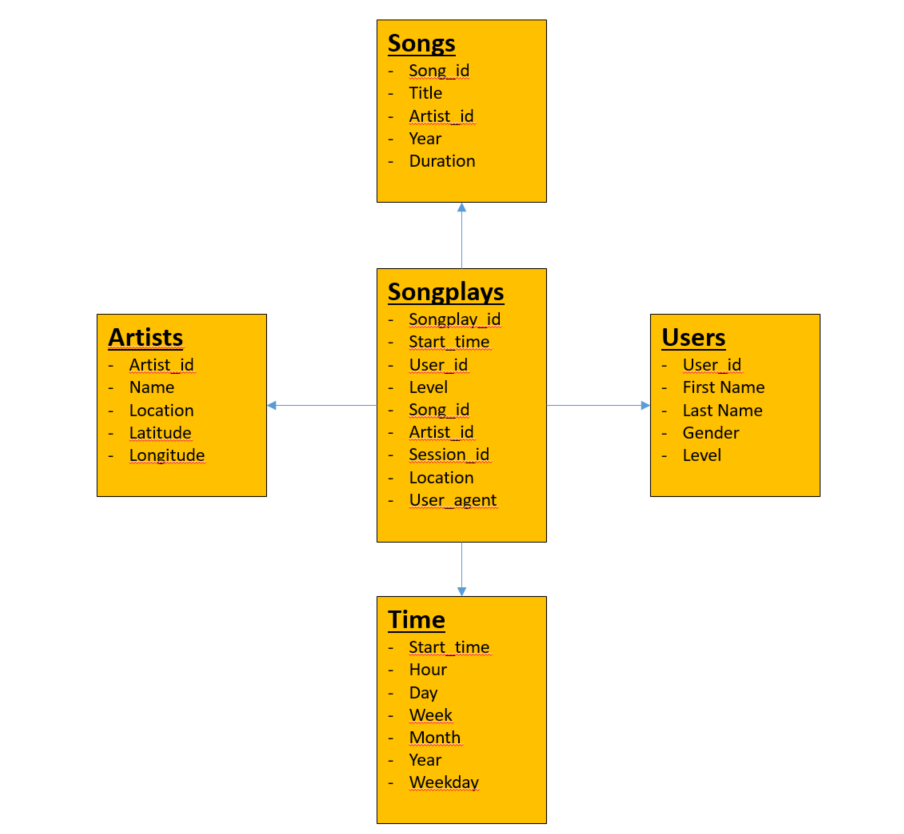 Songs
- Song_id
- Title
- Artist_id
- Year
- Duration
Songplays
- Songplay_id
- Start_time
- User_id
- Level
- Song_id
- Artist_id
- Session_id
- Location
- User_agent
Artists
- Artist_id
- Name
- Location
- Latitude
- Longitude
Users
- User_id
- First Name
- Last Name
- Gender
- Level
Time
- Start_time
- Hour
- Day
- Week
- Month
- Year
- Weekday